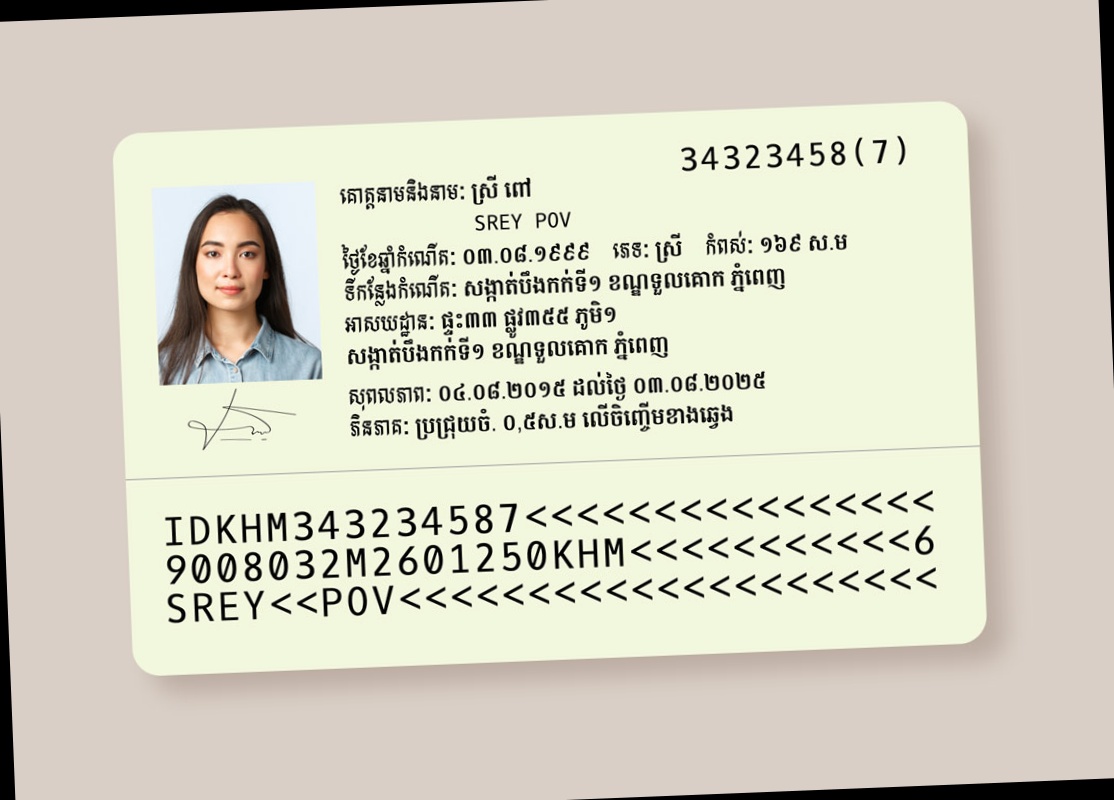 34323458(7)
គោត្តនាមនិងនាម: ស្រី ពៅ
SREY POV
ថ្ងៃខែឆ្នាំកំណើត: ០៣.០៨.១៩៩៩ ភេទ: ស្រី កំពស់: ១៦៩ ស.ម
ទីកន្លែងកំណើត: សង្កាត់បឹងកក់ទី១ ខណ្ឌទួលគោក ភ្នំពេញ
អាសយដ្ឋាន: ផ្ទះ៣៣ ផ្លូវ៣៥៥ ភូមិ១
សង្កាត់បឹងកក់ទី១ ខណ្ឌទួលគោក ភ្នំពេញ
សុពលភាព: ០៤.០៨.២០១៥ ដល់ថ្ងៃ ០៣.០៨.២០២៥
ភិនភាគ: ប្រជ្រុយចំ. ០,៥ស.ម លើចិញ្ចើមខាងឆ្វេង
IDKHM343234587<<<<<<<<<<<<<<<<
9008032M2601250KHM<<<<<<<<<<<6
SREY<<POV<<<<<<<<<<<<<<<<<<<<<